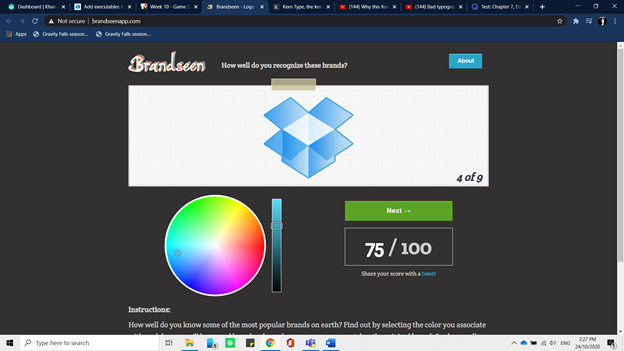 Dashboard | Khan
Add executables t
Week 10 - Game
Brandseen - Logo
Kern Type, the ker
(144) Why this fo
(144) Bad typogr
Test: Chapter 7, D
Not secure | brandseenapp.com
Apps Gravity Falls season... Gravity Falls season...
Brandseen
How well do you recognize these brands?
About
4 of 9
Next →
75 / 100
Share your score with a tweet
Instructions:
How well do you know some of the most popular brands on earth? Find out by selecting the color you associate
Type here to search
ENG
2:27 PM
24/10/2020